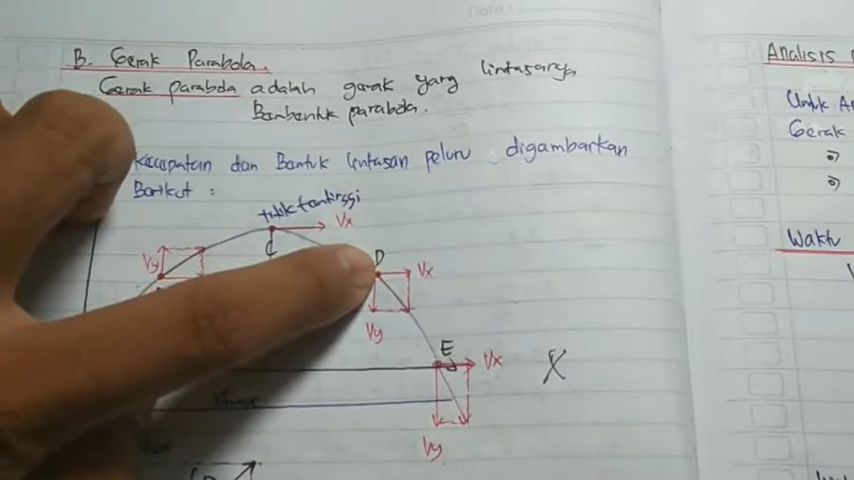 B. Gerak Parabola.
Gerak parabola adalah gerak yang lintasanya
Berbentuk parabola.
Kecepatan dan Bentuk lintasan peluru digambarkan
Berikut :
titik tertinggi
Vx
C
Vy
D
Vx
Vy
E
Vx
X
Vy
Analisis
Untuk
Gerak
Waktu